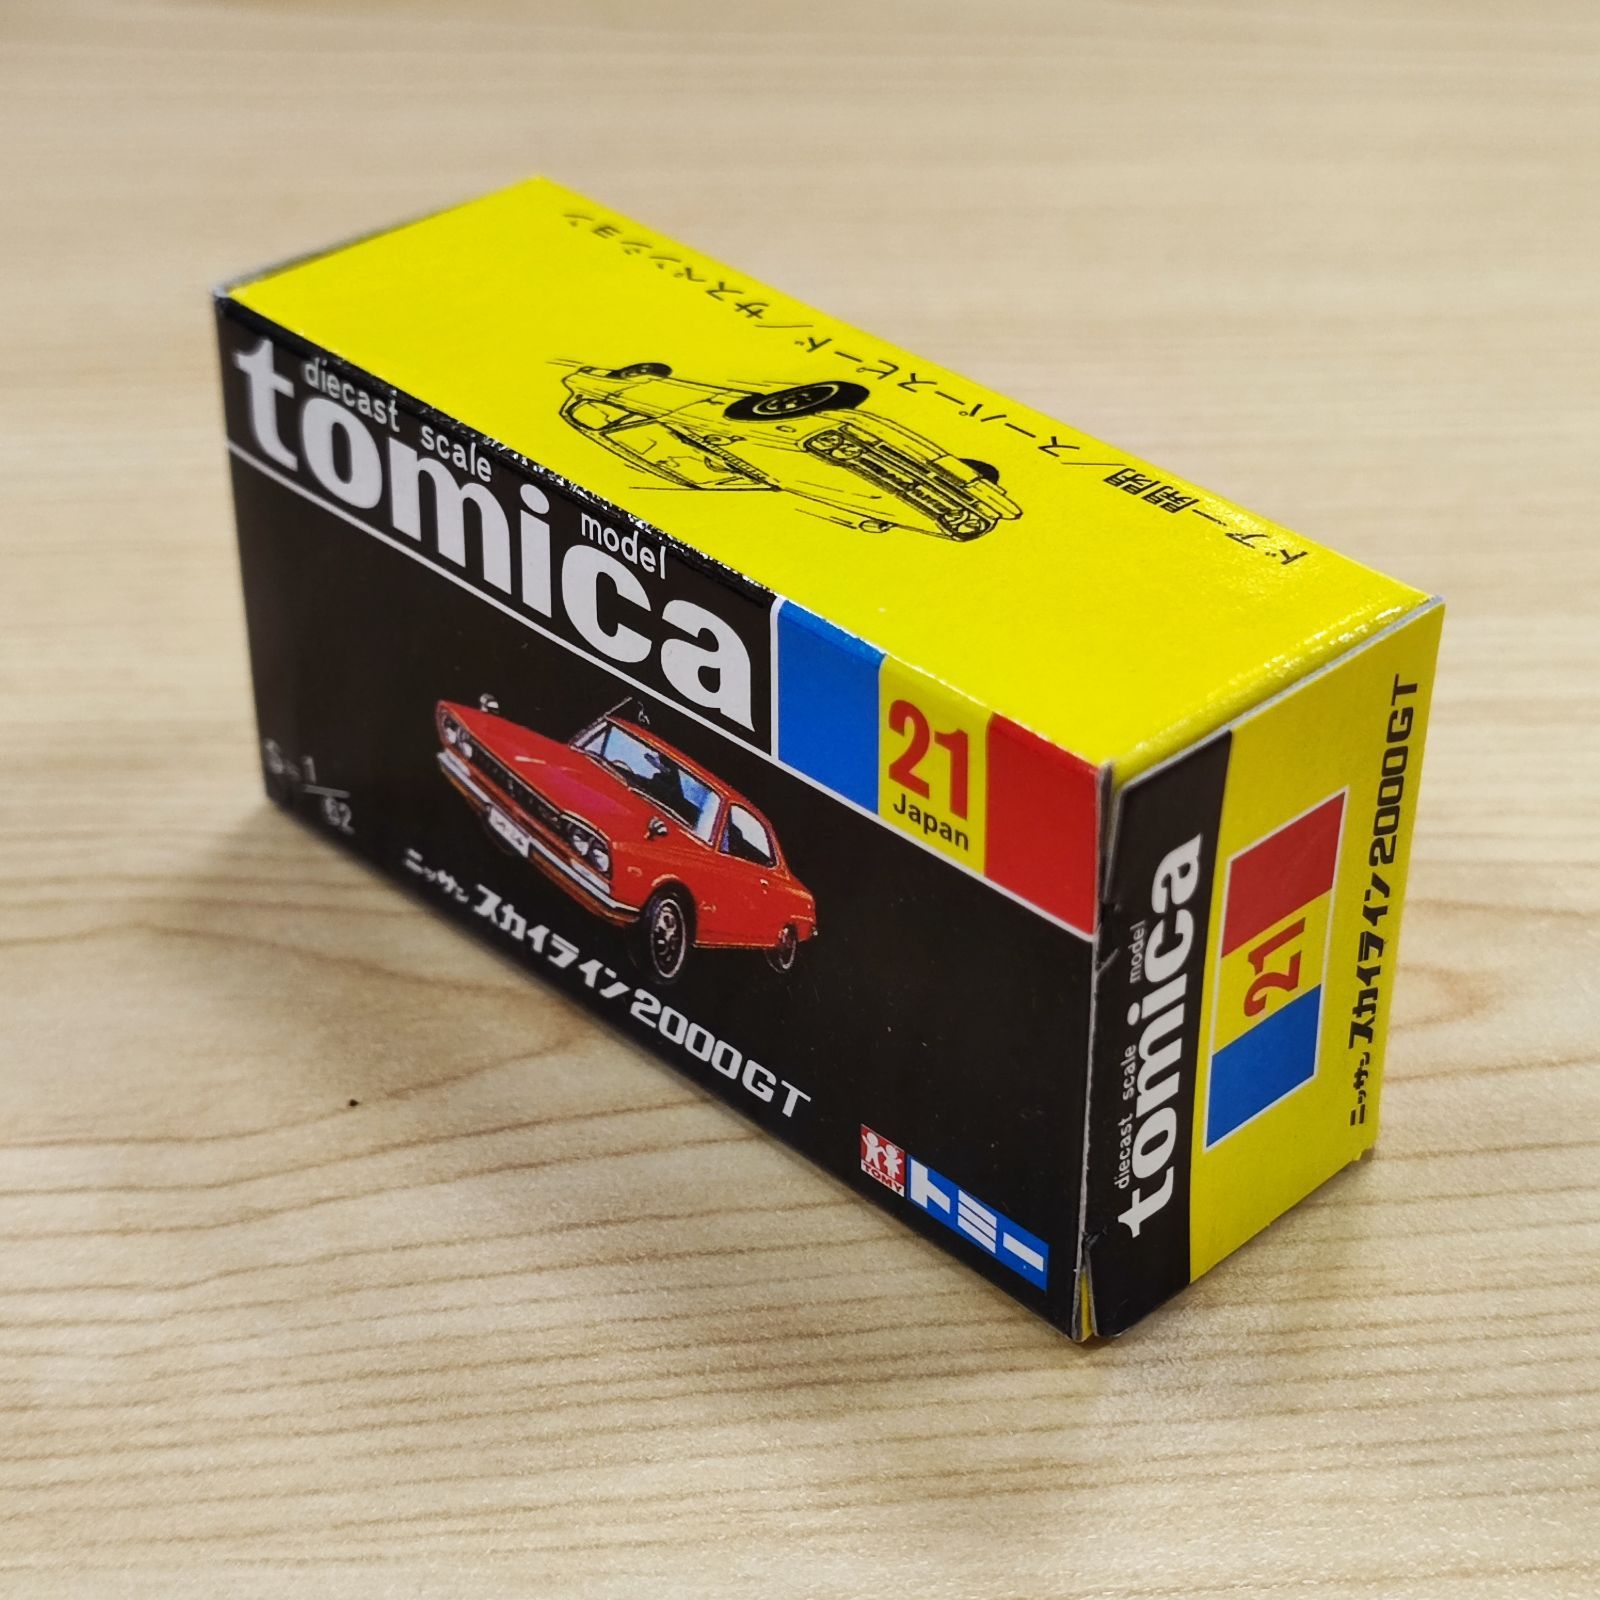 ドアー開閉/スーパースピード/サスペンション
diecast scale model
tomica
21
Japan
S=1/62
ニッサン スカイライン2000GT
TOMY
トミー
diecast scale model
tomica
21
ニッサン スカイライン2000GT